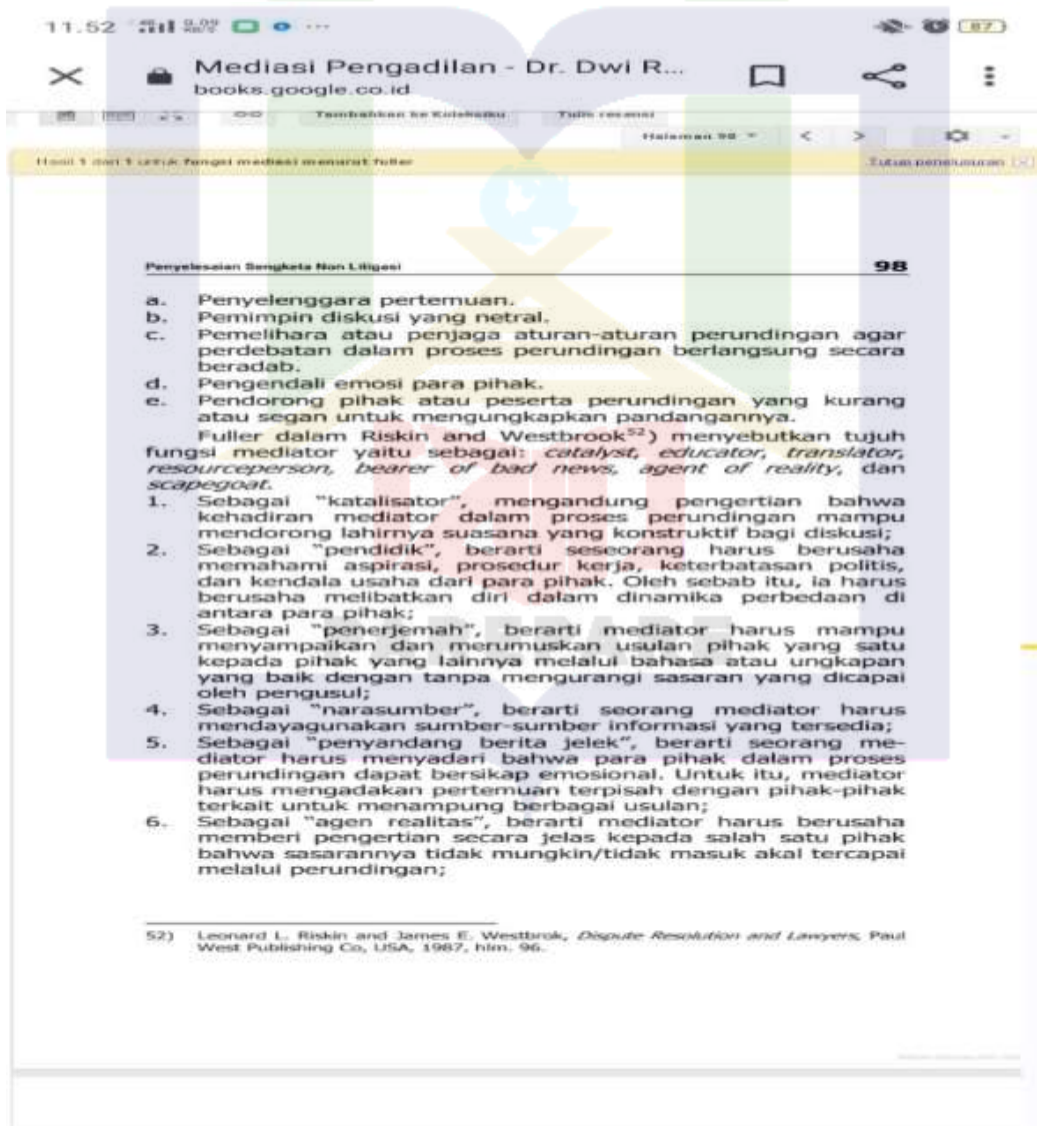 11.52
87
Mediasi Pengadilan - Dr. Dwi R...
books.google.co.id
Tambahkan ke Koleksiku Tulis resensi
Halaman 98
Hasil 1 dari 1 untuk fungsi mediasi menurut fuller Tutup penelusuran
Penyelesaian Sengketa Non Litigasi 98
a. Penyelenggara pertemuan.
b. Pemimpin diskusi yang netral.
c. Pemelihara atau penjaga aturan-aturan perundingan agar
perdebatan dalam proses perundingan berlangsung secara
beradab.
d. Pengendali emosi para pihak.
e. Pendorong pihak atau peserta perundingan yang kurang
atau segan untuk mengungkapkan pandangannya.
Fuller dalam Riskin and Westbrook52) menyebutkan tujuh
fungsi mediator yaitu sebagai: catalyst, educator, translator,
resourceperson, bearer of bad news, agent of reality, dan
scapegoat.
1. Sebagai "katalisator", mengandung pengertian bahwa
kehadiran mediator dalam proses perundingan mampu
mendorong lahirnya suasana yang konstruktif bagi diskusi;
2. Sebagai "pendidik", berarti seseorang harus berusaha
memahami aspirasi, prosedur kerja, keterbatasan politis,
dan kendala usaha dari para pihak. Oleh sebab itu, ia harus
berusaha melibatkan diri dalam dinamika perbedaan di
antara para pihak;
3. Sebagai "penerjemah", berarti mediator harus mampu
menyampaikan dan merumuskan usulan pihak yang satu
kepada pihak yang lainnya melalui bahasa atau ungkapan
yang baik dengan tanpa mengurangi sasaran yang dicapai
oleh pengusul;
4. Sebagai "narasumber", berarti seorang mediator harus
mendayagunakan sumber-sumber informasi yang tersedia;
5. Sebagai "penyandang berita jelek", berarti seorang me-
diator harus menyadari bahwa para pihak dalam proses
perundingan dapat bersikap emosional. Untuk itu, mediator
harus mengadakan pertemuan terpisah dengan pihak-pihak
terkait untuk menampung berbagai usulan;
6. Sebagai "agen realitas", berarti mediator harus berusaha
memberi pengertian secara jelas kepada salah satu pihak
bahwa sasarannya tidak mungkin/tidak masuk akal tercapai
melalui perundingan;
52) Leonard L. Riskin and James E. Westbrok, Dispute Resolution and Lawyers, Paul
West Publishing Co, USA, 1987, hlm. 96.